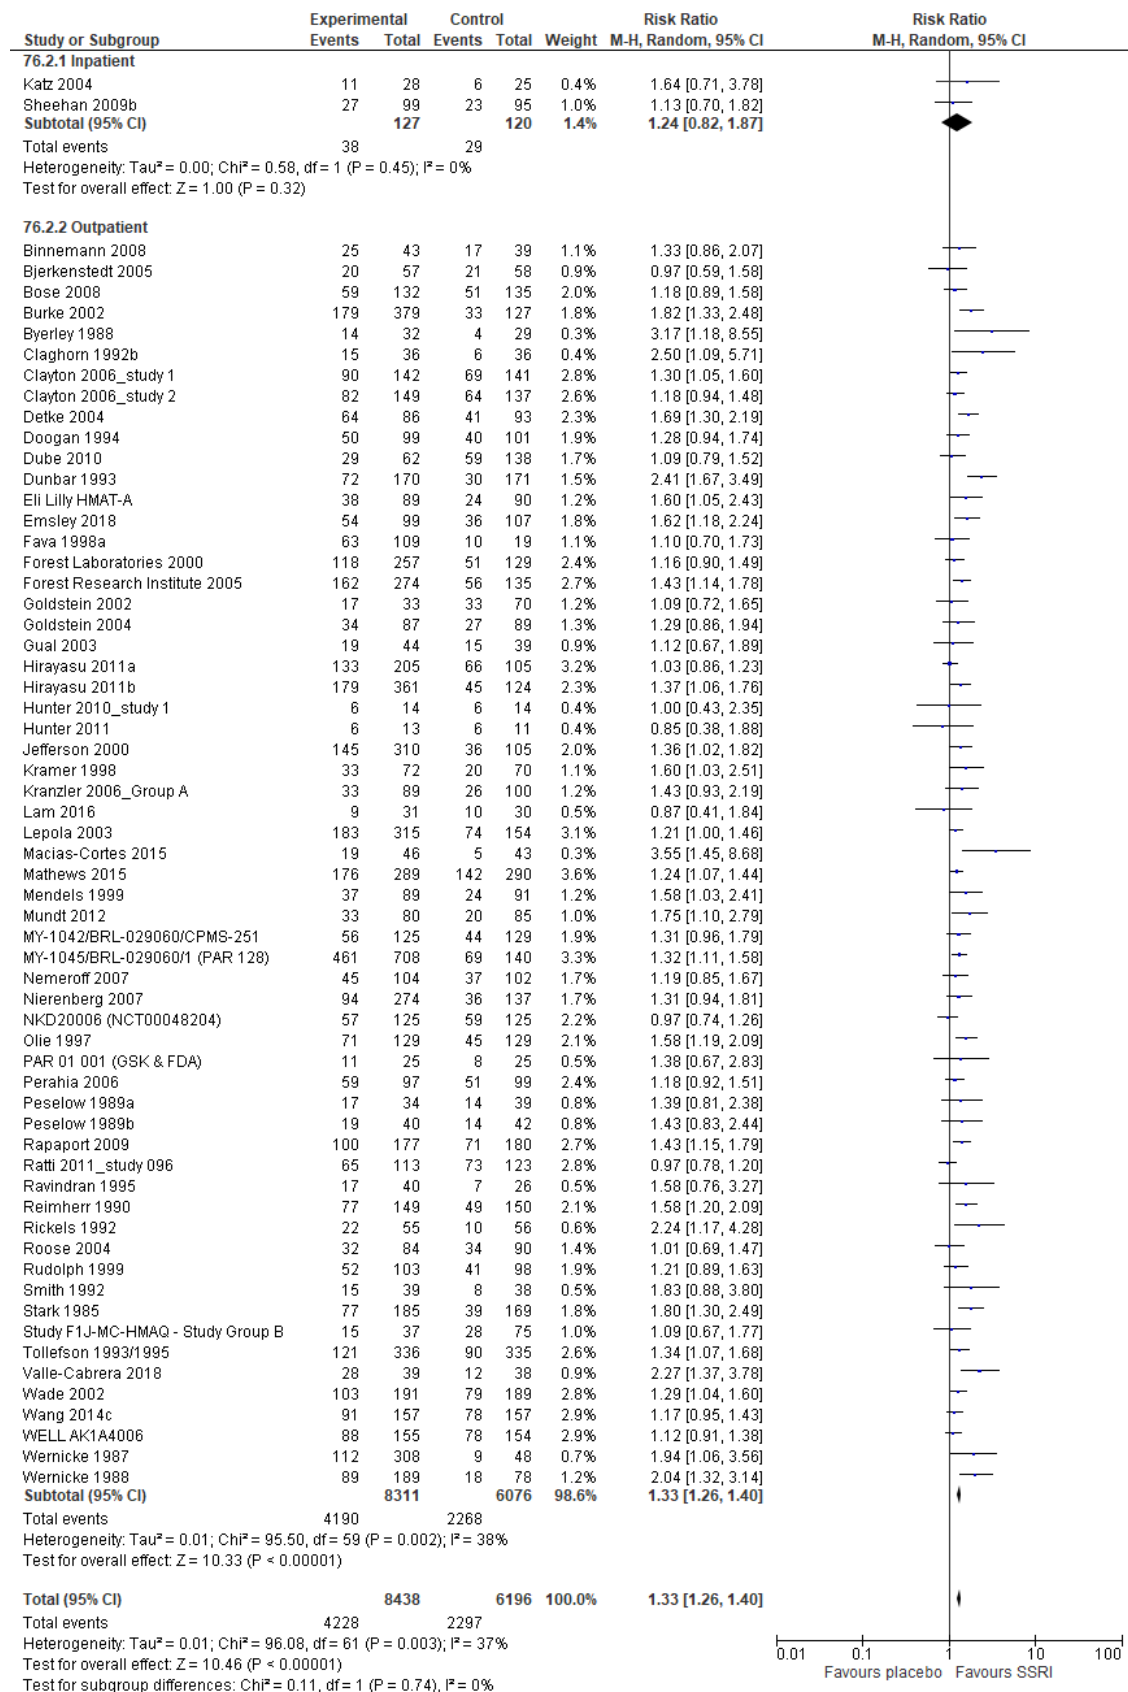 Experimental Control Risk Ratio Risk Ratio
Study or Subgroup Events Total Events Total Weight M-H, Random, 95% CI M-H, Random, 95% CI
76.2.1 Inpatient
Katz 2004 11 28 6 25 0.4% 1.64 [0.71, 3.78]
Sheehan 2009b 27 99 23 95 1.0% 1.13 [0.70, 1.82]
Subtotal (95% CI) 127 120 1.4% 1.24 [0.82, 1.87]
Total events 38 29
Heterogeneity: Tau² = 0.00; Chi² = 0.58, df = 1 (P = 0.45); I² = 0%
Test for overall effect: Z = 1.00 (P = 0.32)
76.2.2 Outpatient
Binnemann 2008 25 43 17 39 1.1% 1.33 [0.86, 2.07]
Bjerkenstedt 2005 20 57 21 58 0.9% 0.97 [0.59, 1.58]
Bose 2008 59 132 51 135 2.0% 1.18 [0.89, 1.58]
Burke 2002 179 379 33 127 1.8% 1.82 [1.33, 2.48]
Byerley 1988 14 32 4 29 0.3% 3.17 [1.18, 8.55]
Claghorn 1992b 15 36 6 36 0.4% 2.50 [1.09, 5.71]
Clayton 2006_study 1 90 142 69 141 2.8% 1.30 [1.05, 1.60]
Clayton 2006_study 2 82 149 64 137 2.6% 1.18 [0.94, 1.48]
Detke 2004 64 86 41 93 2.3% 1.69 [1.30, 2.19]
Doogan 1994 50 99 40 101 1.9% 1.28 [0.94, 1.74]
Dube 2010 29 62 59 138 1.7% 1.09 [0.79, 1.52]
Dunbar 1993 72 170 30 171 1.5% 2.41 [1.67, 3.49]
Eli Lilly HMAT-A 38 89 24 90 1.2% 1.60 [1.05, 2.43]
Emsley 2018 54 99 36 107 1.8% 1.62 [1.18, 2.24]
Fava 1998a 63 109 10 19 1.1% 1.10 [0.70, 1.73]
Forest Laboratories 2000 118 257 51 129 2.4% 1.16 [0.90, 1.49]
Forest Research Institute 2005 162 274 56 135 2.7% 1.43 [1.14, 1.78]
Goldstein 2002 17 33 33 70 1.2% 1.09 [0.72, 1.65]
Goldstein 2004 34 87 27 89 1.3% 1.29 [0.86, 1.94]
Gual 2003 19 44 15 39 0.9% 1.12 [0.67, 1.89]
Hirayasu 2011a 133 205 66 105 3.2% 1.03 [0.86, 1.23]
Hirayasu 2011b 179 361 45 124 2.3% 1.37 [1.06, 1.76]
Hunter 2010_study 1 6 14 6 14 0.4% 1.00 [0.43, 2.35]
Hunter 2011 6 13 6 11 0.4% 0.85 [0.38, 1.88]
Jefferson 2000 145 310 36 105 2.0% 1.36 [1.02, 1.82]
Kramer 1998 33 72 20 70 1.1% 1.60 [1.03, 2.51]
Kranzler 2006_Group A 33 89 26 100 1.2% 1.43 [0.93, 2.19]
Lam 2016 9 31 10 30 0.5% 0.87 [0.41, 1.84]
Lepola 2003 183 315 74 154 3.1% 1.21 [1.00, 1.46]
Macias-Cortes 2015 19 46 5 43 0.3% 3.55 [1.45, 8.68]
Mathews 2015 176 289 142 290 3.6% 1.24 [1.07, 1.44]
Mendels 1999 37 89 24 91 1.2% 1.58 [1.03, 2.41]
Mundt 2012 33 80 20 85 1.0% 1.75 [1.10, 2.79]
MY-1042/BRL-029060/CPMS-251 56 125 44 129 1.9% 1.31 [0.96, 1.79]
MY-1045/BRL-029060/1 (PAR 128) 461 708 69 140 3.3% 1.32 [1.11, 1.58]
Nemeroff 2007 45 104 37 102 1.7% 1.19 [0.85, 1.67]
Nierenberg 2007 94 274 36 137 1.7% 1.31 [0.94, 1.81]
NKD20006 (NCT00048204) 57 125 59 125 2.2% 0.97 [0.74, 1.26]
Olie 1997 71 129 45 129 2.1% 1.58 [1.19, 2.09]
PAR 01 001 (GSK & FDA) 11 25 8 25 0.5% 1.38 [0.67, 2.83]
Perahia 2006 59 97 51 99 2.4% 1.18 [0.92, 1.51]
Peselow 1989a 17 34 14 39 0.8% 1.39 [0.81, 2.38]
Peselow 1989b 19 40 14 42 0.8% 1.43 [0.83, 2.44]
Rapaport 2009 100 177 71 180 2.7% 1.43 [1.15, 1.79]
Ratti 2011_study 096 65 113 73 123 2.8% 0.97 [0.78, 1.20]
Ravindran 1995 17 40 7 26 0.5% 1.58 [0.76, 3.27]
Reimherr 1990 77 149 49 150 2.1% 1.58 [1.20, 2.09]
Rickels 1992 22 55 10 56 0.6% 2.24 [1.17, 4.28]
Roose 2004 32 84 34 90 1.4% 1.01 [0.69, 1.47]
Rudolph 1999 52 103 41 98 1.9% 1.21 [0.89, 1.63]
Smith 1992 15 39 8 38 0.5% 1.83 [0.88, 3.80]
Stark 1985 77 185 39 169 1.8% 1.80 [1.30, 2.49]
Study F1J-MC-HMAQ - Study Group B 15 37 28 75 1.0% 1.09 [0.67, 1.77]
Tollefson 1993/1995 121 336 90 335 2.6% 1.34 [1.07, 1.68]
Valle-Cabrera 2018 28 39 12 38 0.9% 2.27 [1.37, 3.78]
Wade 2002 103 191 79 189 2.8% 1.29 [1.04, 1.60]
Wang 2014c 91 157 78 157 2.9% 1.17 [0.95, 1.43]
WELL AK1A4006 88 155 78 154 2.9% 1.12 [0.91, 1.38]
Wernicke 1987 112 308 9 48 0.7% 1.94 [1.06, 3.56]
Wernicke 1988 89 189 18 78 1.2% 2.04 [1.32, 3.14]
Subtotal (95% CI) 8311 6076 98.6% 1.33 [1.26, 1.40]
Total events 4190 2268
Heterogeneity: Tau² = 0.01; Chi² = 95.50, df = 59 (P = 0.002); I² = 38%
Test for overall effect: Z = 10.33 (P < 0.00001)
Total (95% CI) 8438 6196 100.0% 1.33 [1.26, 1.40]
Total events 4228 2297
Heterogeneity: Tau² = 0.01; Chi² = 96.08, df = 61 (P = 0.003); I² = 37%
Test for overall effect: Z = 10.46 (P < 0.00001)
Test for subgroup differences: Chi² = 0.11, df = 1 (P = 0.74), I² = 0%
0.01 0.1 1 10 100
Favours placebo Favours SSRI